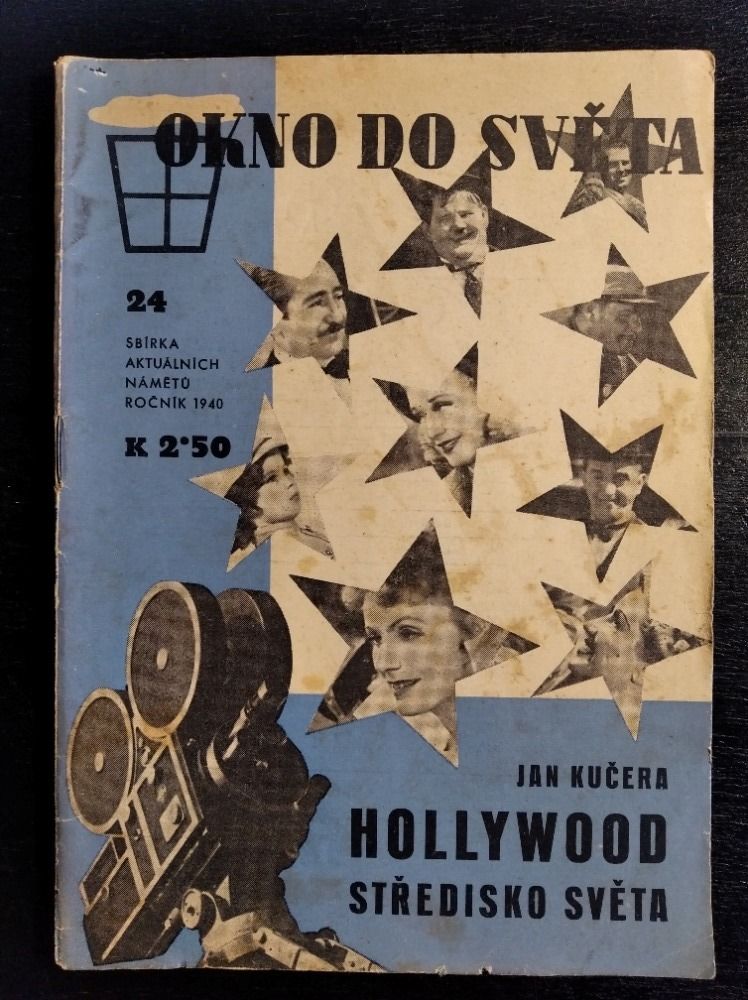 OKNO DO SVĚTA
24
SBÍRKA
AKTUÁLNÍCH
NÁMĚTŮ
ROČNÍK 1940
K 2·50
JAN KUČERA
HOLLYWOOD
STŘEDISKO SVĚTA